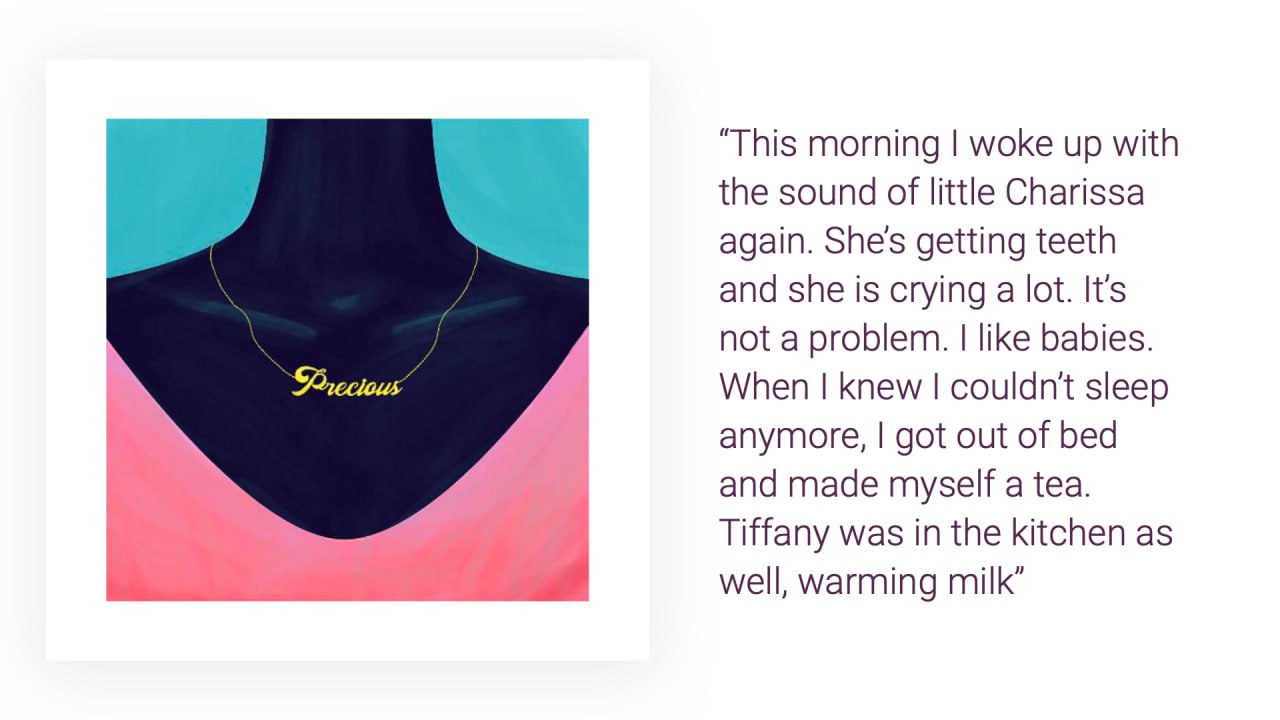 Precious
“This morning I woke up with
the sound of little Charissa
again. She’s getting teeth
and she is crying a lot. It’s
not a problem. I like babies.
When I knew I couldn’t sleep
anymore, I got out of bed
and made myself a tea.
Tiffany was in the kitchen as
well, warming milk”